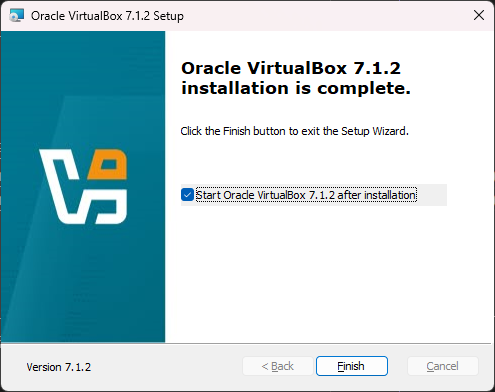 Oracle VirtualBox 7.1.2 Setup
Oracle VirtualBox 7.1.2
installation is complete.
Click the Finish button to exit the Setup Wizard.
Start Oracle VirtualBox 7.1.2 after installation
Version 7.1.2
< Back
Finish
Cancel